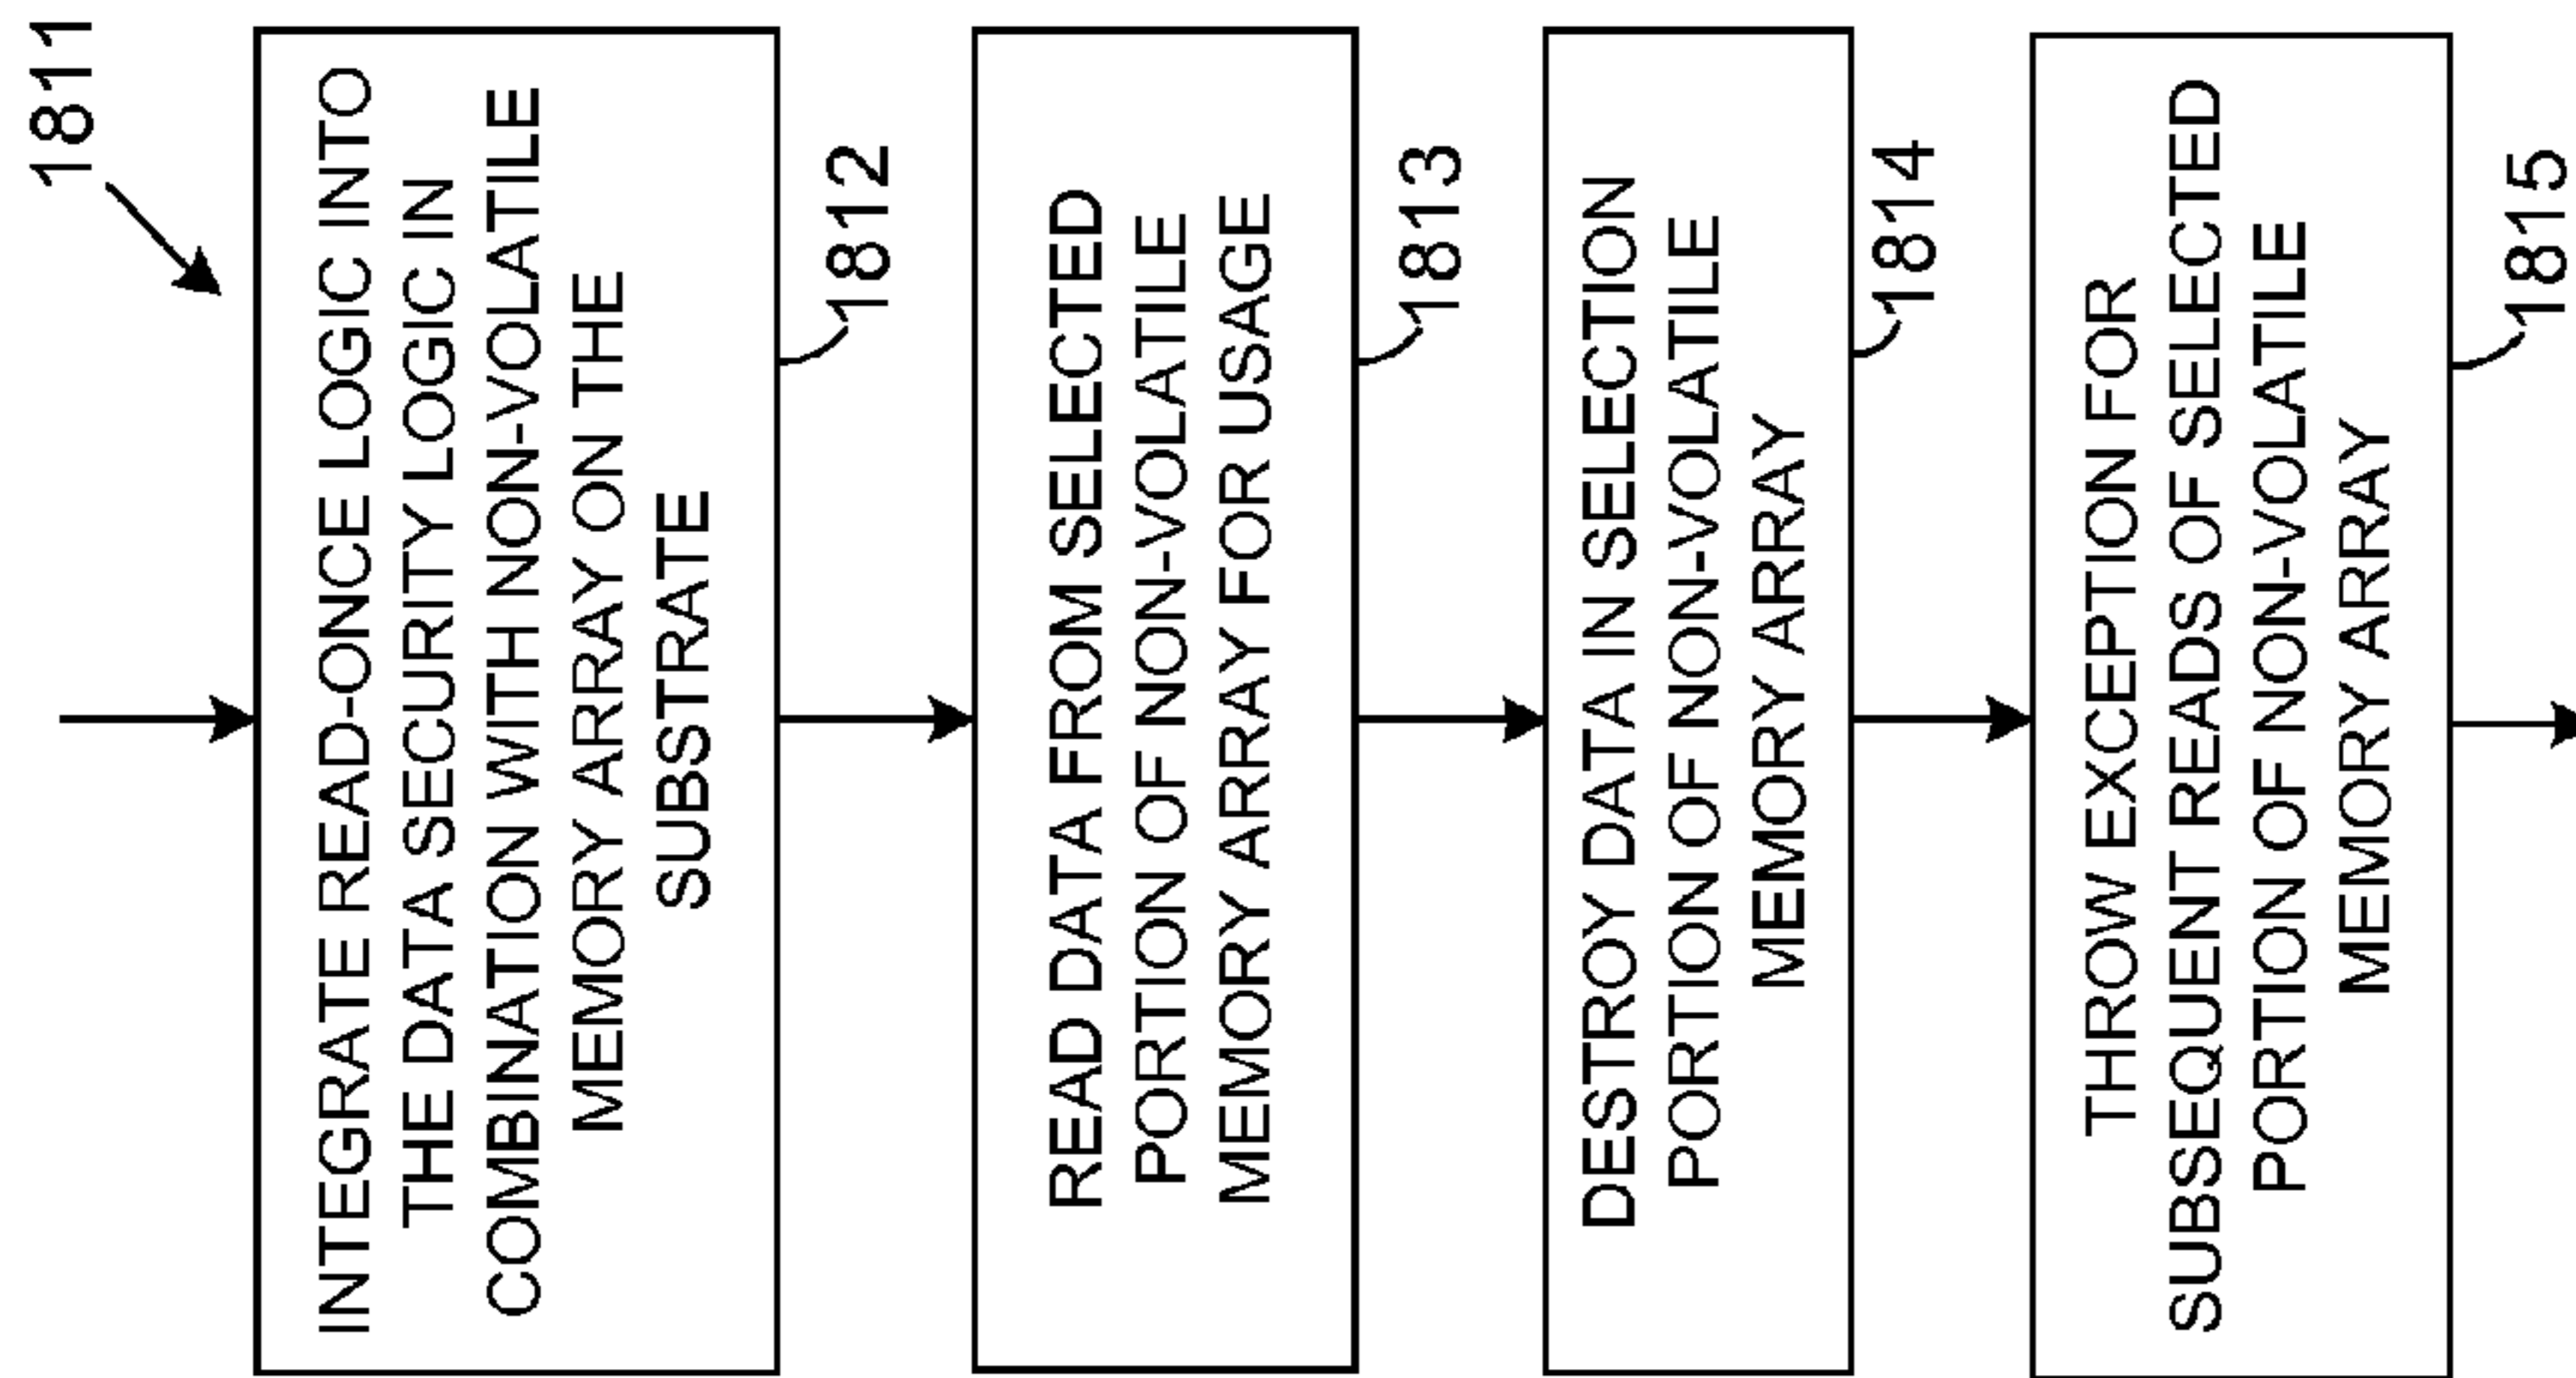 1811
INTEGRATE READ-ONCE LOGIC INTO
THE DATA SECURITY LOGIC IN
COMBINATION WITH NON-VOLATILE
MEMORY ARRAY ON THE
SUBSTRATE
1812
READ DATA FROM SELECTED
PORTION OF NON-VOLATILE
MEMORY ARRAY FOR USAGE
1813
DESTROY DATA IN SELECTION
PORTION OF NON-VOLATILE
MEMORY ARRAY
1814
THROW EXCEPTION FOR
SUBSEQUENT READS OF SELECTED
PORTION OF NON-VOLATILE
MEMORY ARRAY
1815